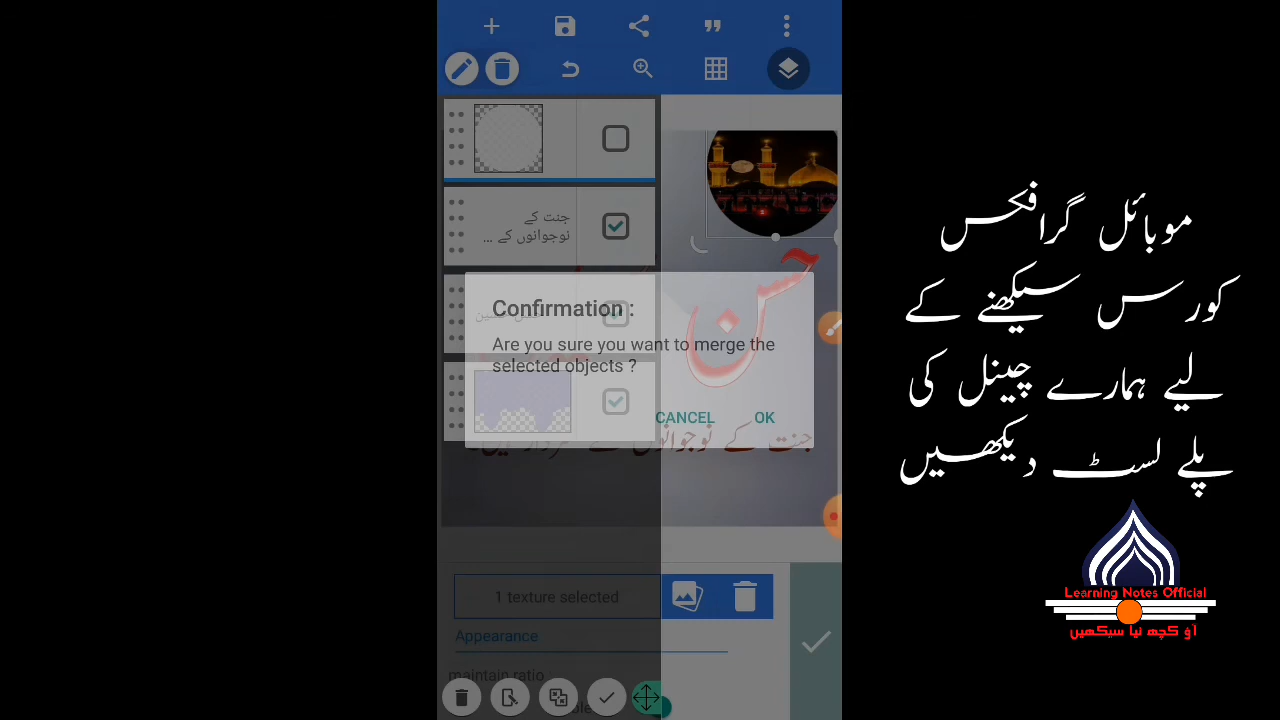 جنت کے
نوجوانوں کے ...
Confirmation :
Are you sure you want to merge the
selected objects ?
CANCEL OK
حسن
1 texture selected
Appearance
maintain ratio
موبائل گرافکس
کورس سیکھنے کے
لیے ہمارے چینل کی
پلے لسٹ دیکھیں
Learning Notes Official
آؤ کچھ نیا سیکھیں